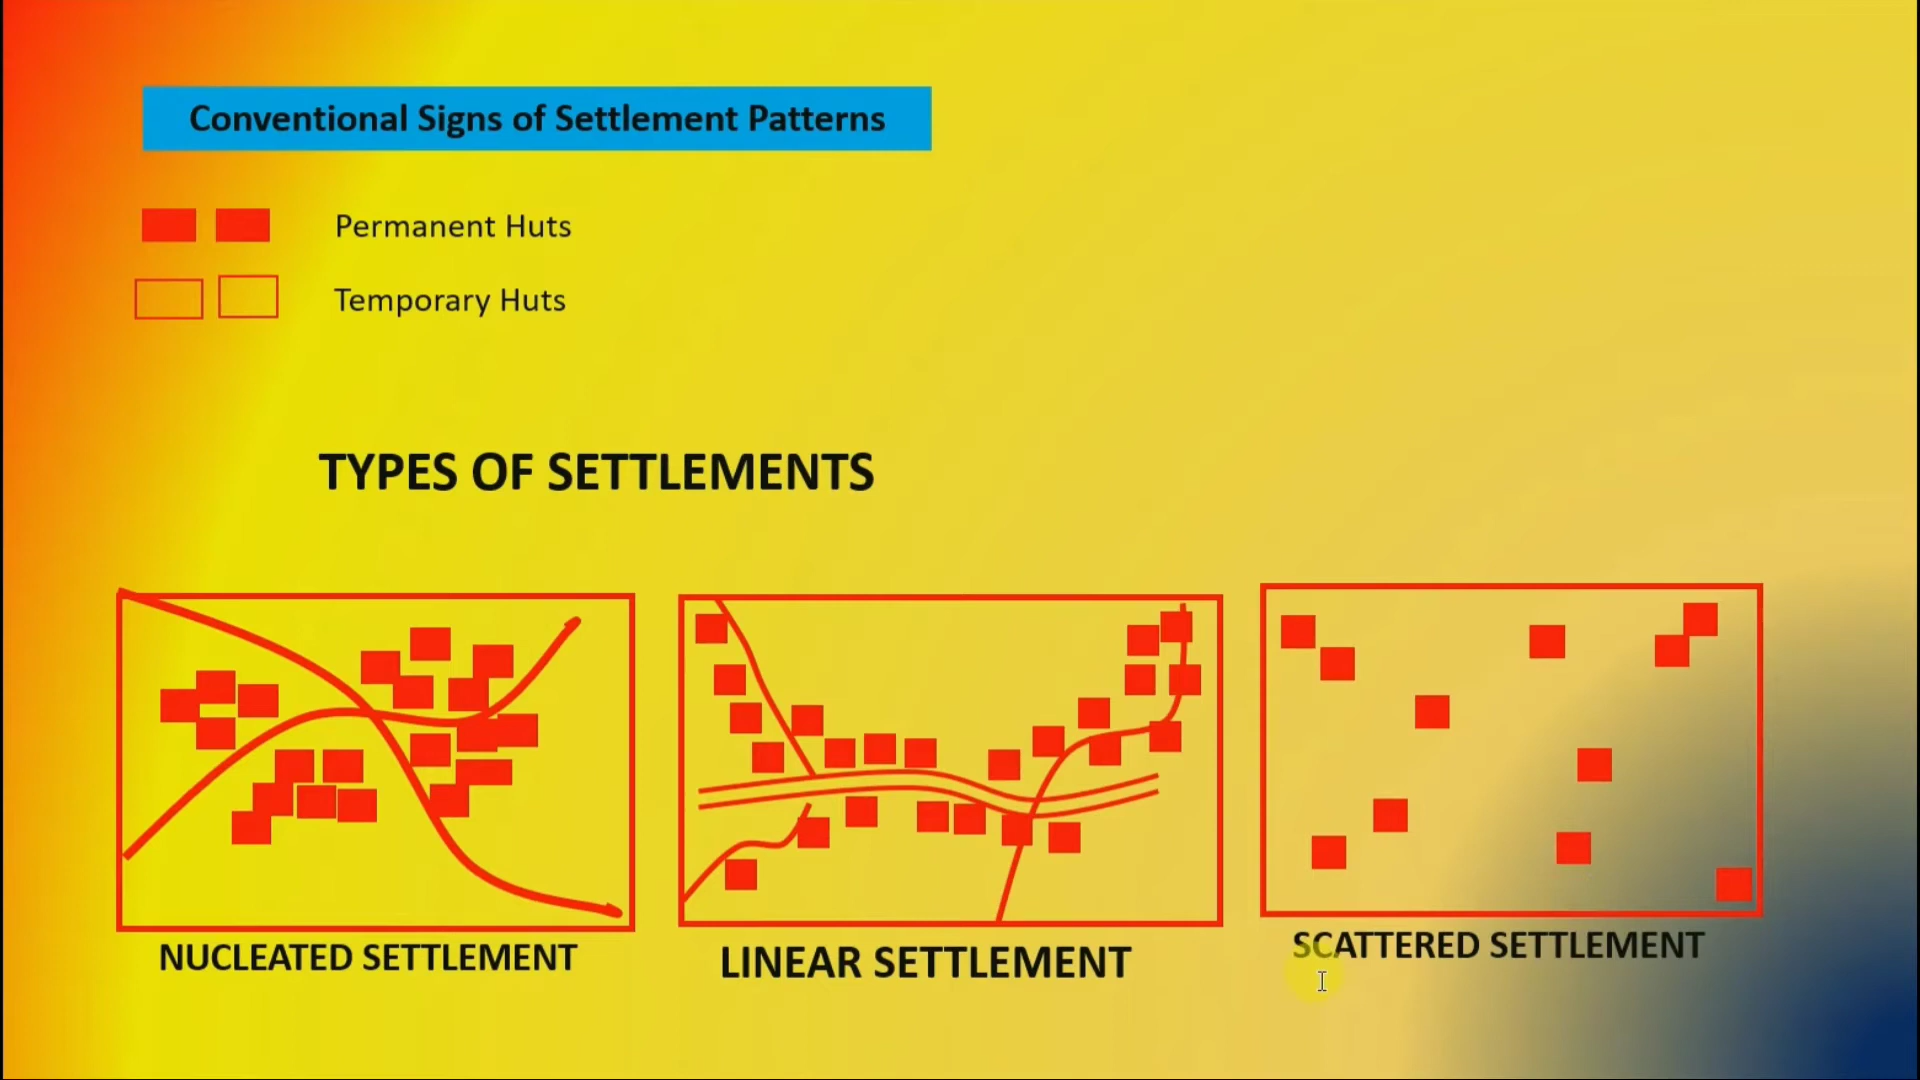 Conventional Signs of Settlement Patterns
Permanent Huts
Temporary Huts
TYPES OF SETTLEMENTS
NUCLEATED SETTLEMENT
LINEAR SETTLEMENT
SCATTERED SETTLEMENT